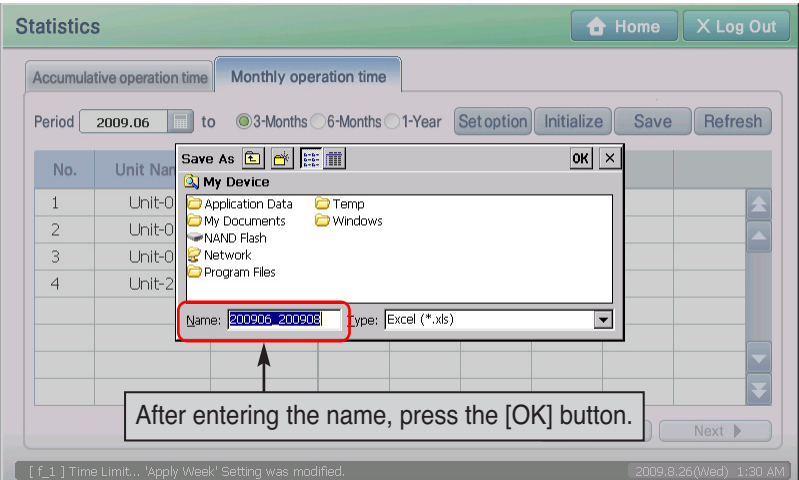 Statistics
Home
X Log Out
Accumulative operation time
Monthly operation time
Period 2009.06 to 3-Months 6-Months 1-Year Set option Initialize Save Refresh
No. Unit Nam
1 Unit-0
2 Unit-0
3 Unit-0
4 Unit-2
Save As OK
My Device
Application Data
My Documents
NAND Flash
Network
Program Files
Temp
Windows
Name: 200906_200908 Type: Excel (*.xls)
After entering the name, press the [OK] button.
Next
[ f_1 ] Time Limit... 'Apply Week' Setting was modified. 2009.8.26(Wed) 1:30 AM